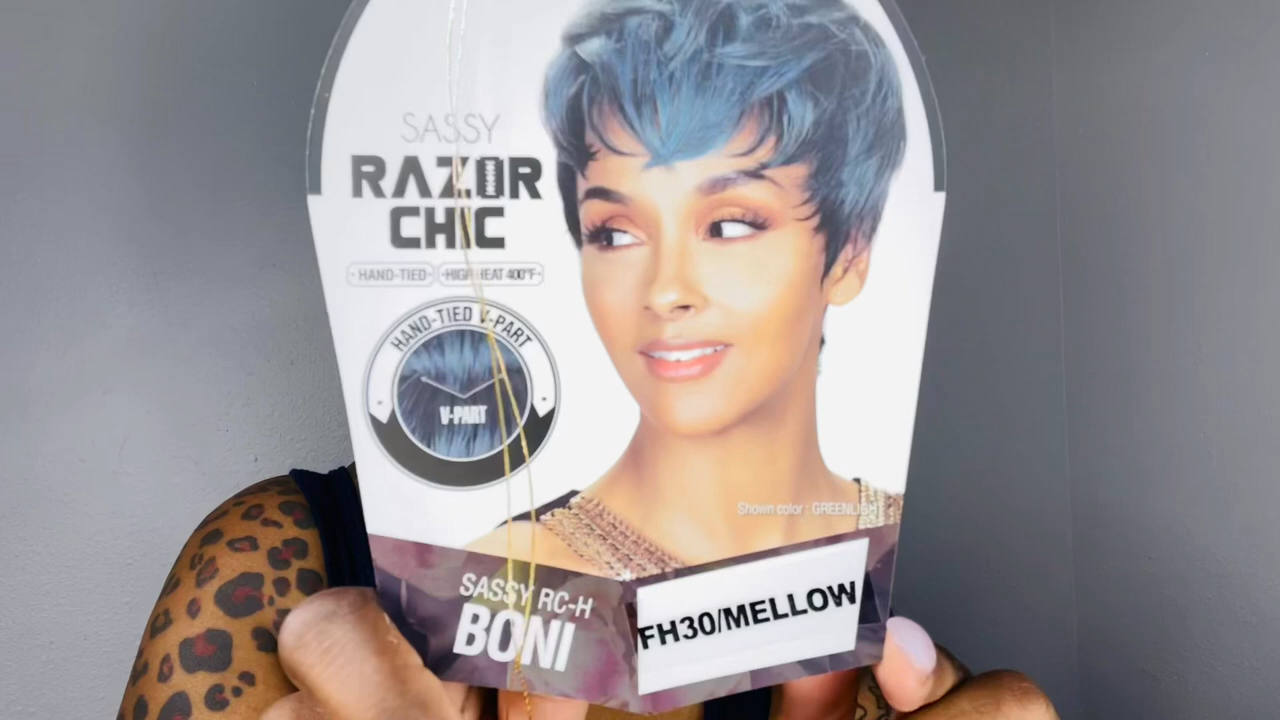 SASSY
RAZOR
CHIC
HAND-TIED HIGH HEAT 400°F
HAND-TIED V-PART
V-PART
Shown color : GREENLIGHT
SASSY RC-H
BONI
FH30/MELLOW